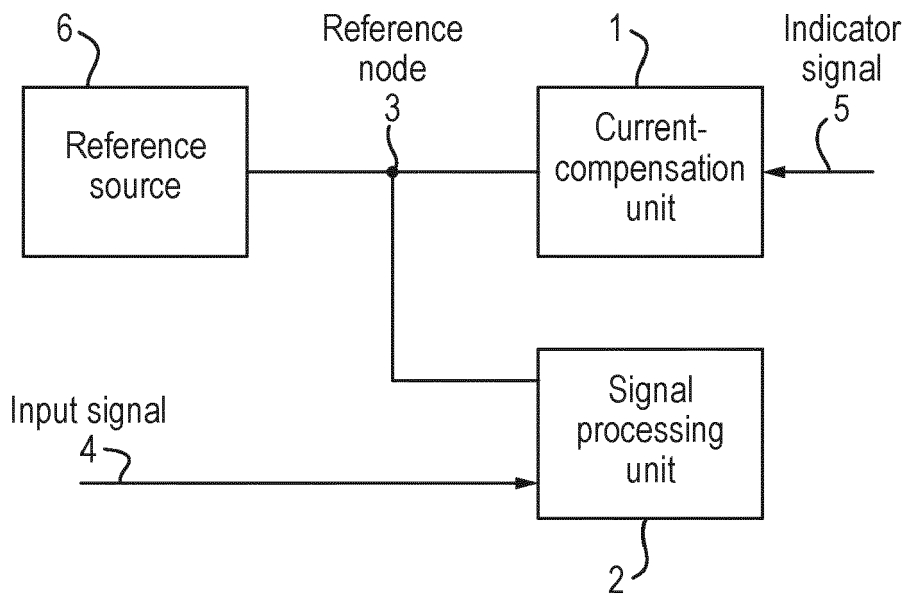 6
Reference
node
3
1
Indicator
signal
5
Reference
source
Current-
compensation
unit
Input signal
4
Signal
processing
unit
2